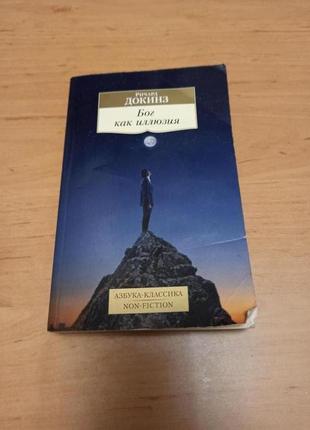 Ричард
ДОКИНЗ
Бог
как иллюзия
АЗБУКА-КЛАССИКА
NON-FICTION